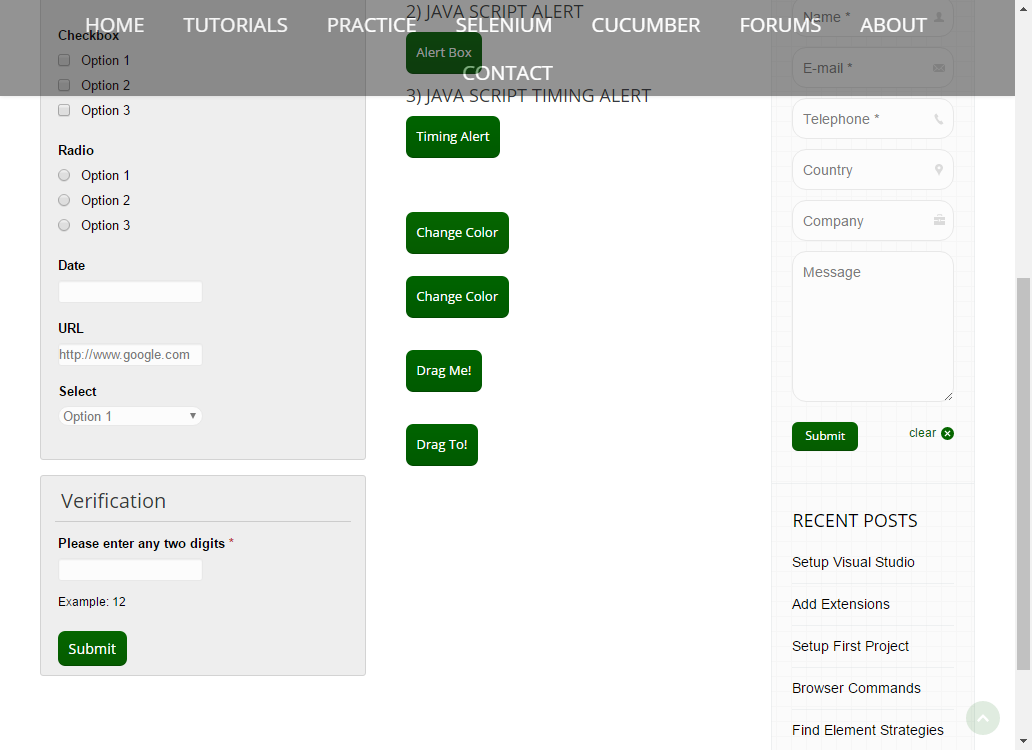 HOME TUTORIALS PRACTICE SELENIUM CUCUMBER FORUMS ABOUT
CONTACT
Checkbox
Option 1
Option 2
Option 3
Radio
Option 1
Option 2
Option 3
Date
URL
http://www.google.com
Select
Option 1
Verification
Please enter any two digits *
Example: 12
Submit
2) JAVA SCRIPT ALERT
Alert Box
3) JAVA SCRIPT TIMING ALERT
Timing Alert
Change Color
Change Color
Drag Me!
Drag To!
Name *
E-mail *
Telephone *
Country
Company
Message
Submit clear
RECENT POSTS
Setup Visual Studio
Add Extensions
Setup First Project
Browser Commands
Find Element Strategies